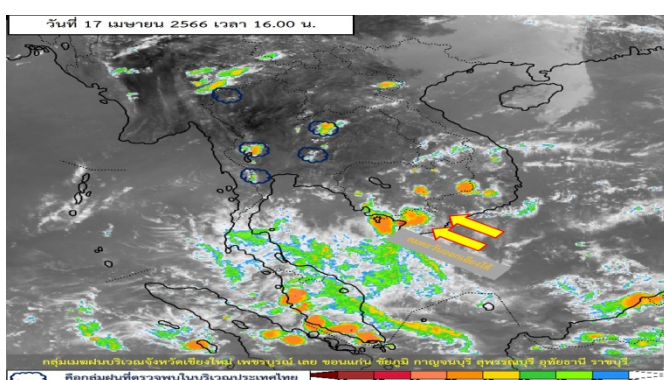 วันที่ 17 เมษายน 2566 เวลา 16.00 น.
กลุ่มเมฆฝนบริเวณจังหวัดเชียงใหม่ เพชรบูรณ์ เลย ขอนแก่น ชัยภูมิ กาญจนบุรี สุพรรณบุรี อุทัยธานี ราชบุรี
คือกลุ่มฝนที่ตรวจพบในบริเวณประเทศไทย